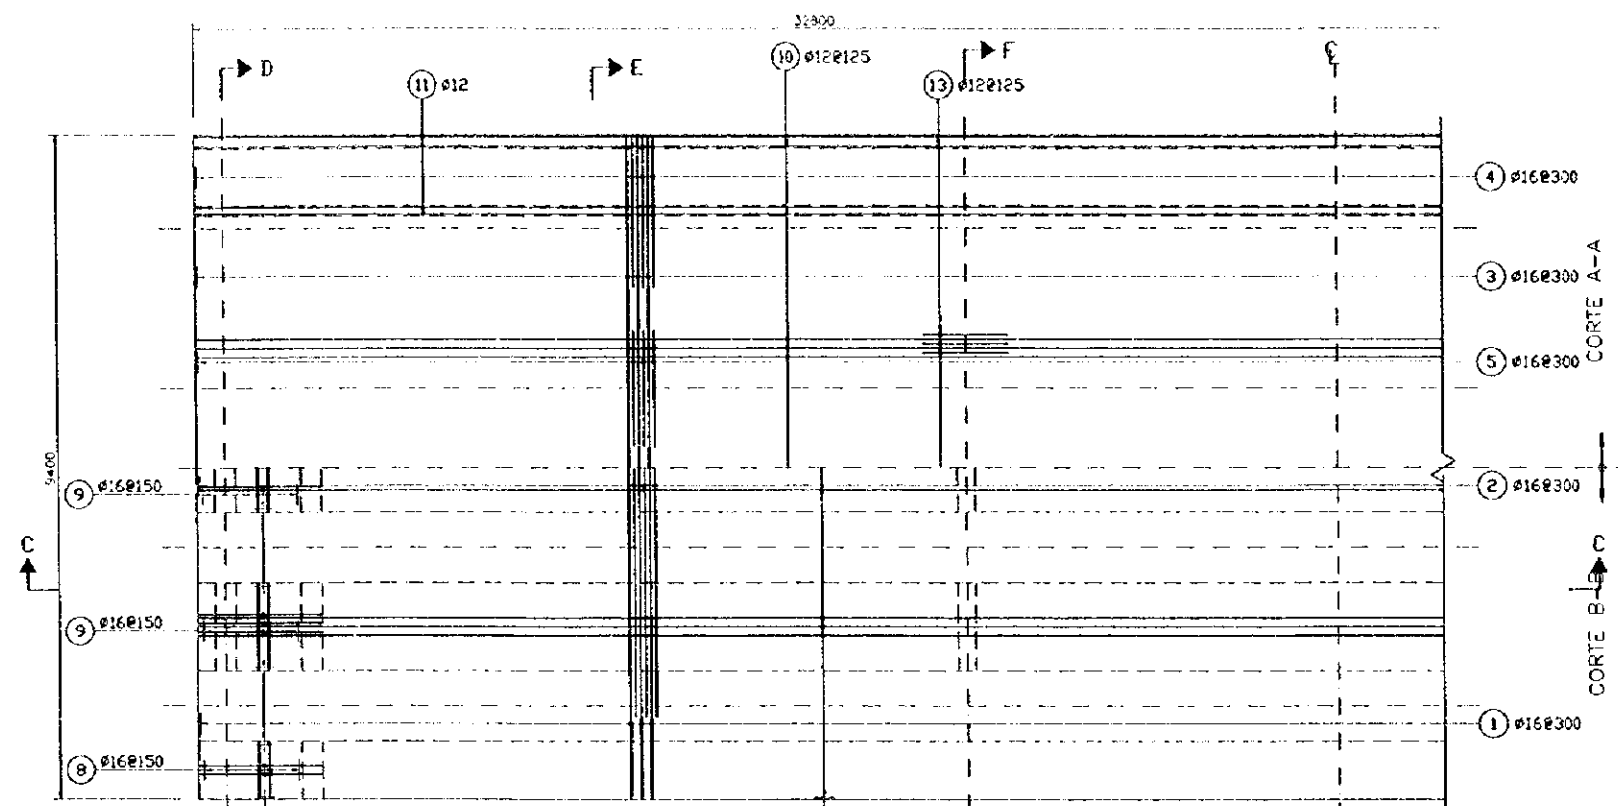 32800
D
E
10 ø12@125
F
℄
11 ø12
13 ø12@125
4 ø16@300
3 ø16@300
CORTE A-A
5 ø16@300
9400
9 ø16@150
2 ø16@300
C
C
9 ø16@150
CORTE B-B
1 ø16@300
8 ø16@150